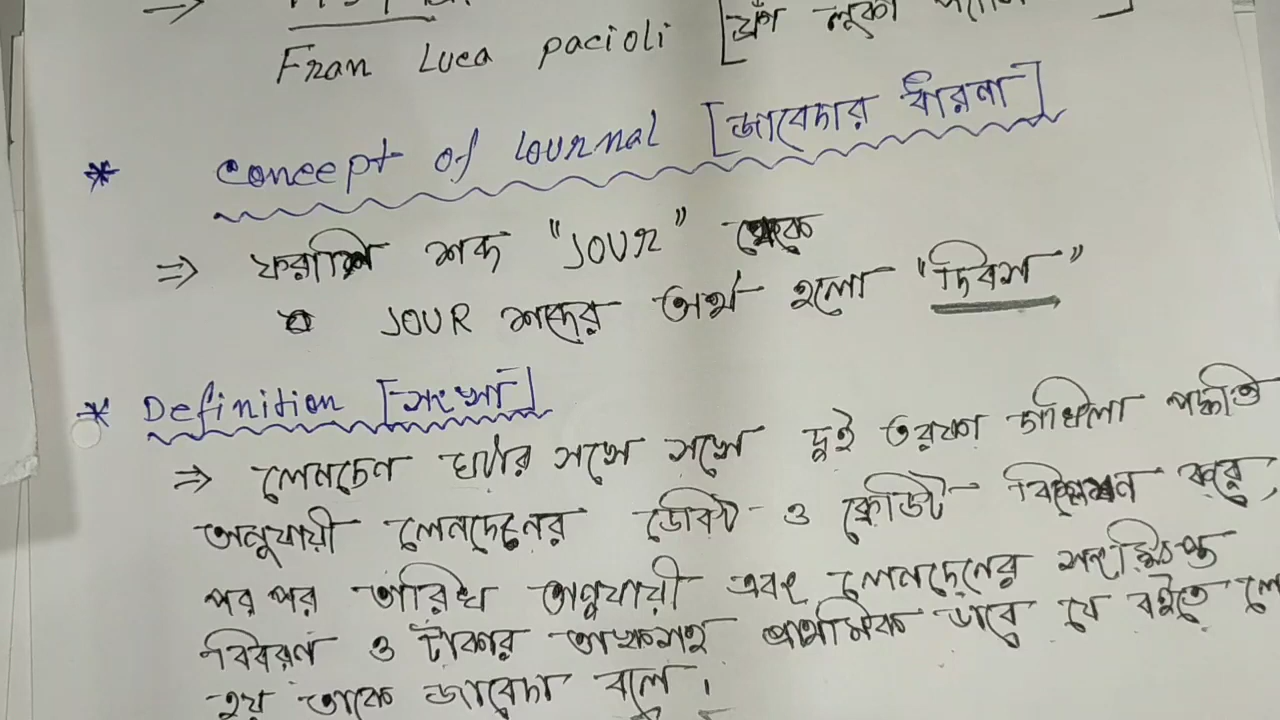 Fran Luca pacioli [ফ্রাঁ লুকা
* Concept of Journal [জাবেদার ধারনা]
⇒ ফরাসি শব্দ "JOUR" থেকে
JOUR শব্দের অর্থ হলো "দিবস"
* Definition [সংজ্ঞা]
⇒ লেনদেন ঘটার সঙ্গে সঙ্গে দুই তরফা দাখিলা পদ্ধতি
অনুযায়ী লেনদেনের ডেবিট ও ক্রেডিট বিশ্লেষন করে,
পর পর তারিখ অনুযায়ী এবং লেনদেনের সংক্ষিপ্ত
বিবরণ ও টাকার অঙ্কসহ প্রাথমিক ভাবে যে বইতে লে
হয় তাকে জাবেদা বলে।